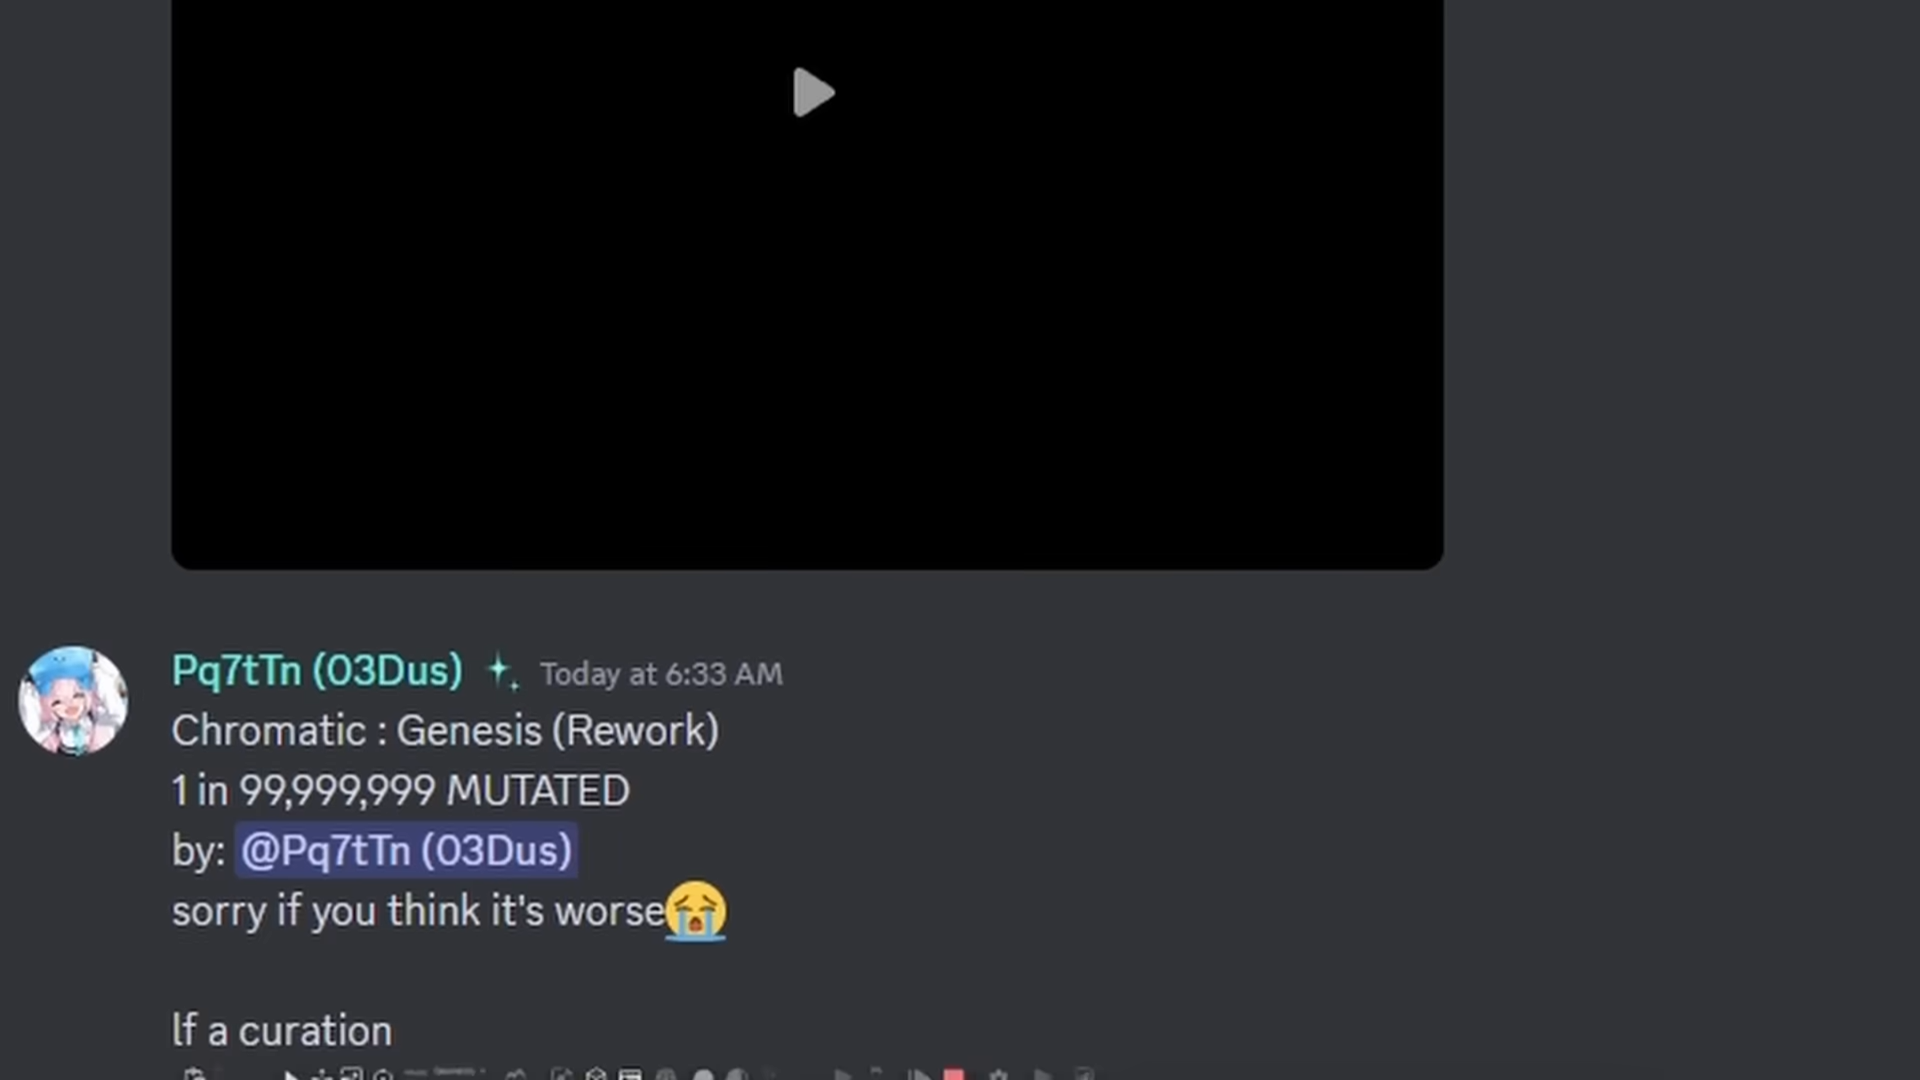 Pq7tTn (03Dus) Today at 6:33 AM
Chromatic : Genesis (Rework)
1 in 99,999,999 MUTATED
by: @Pq7tTn (03Dus)
sorry if you think it's worse😭
lf a curation